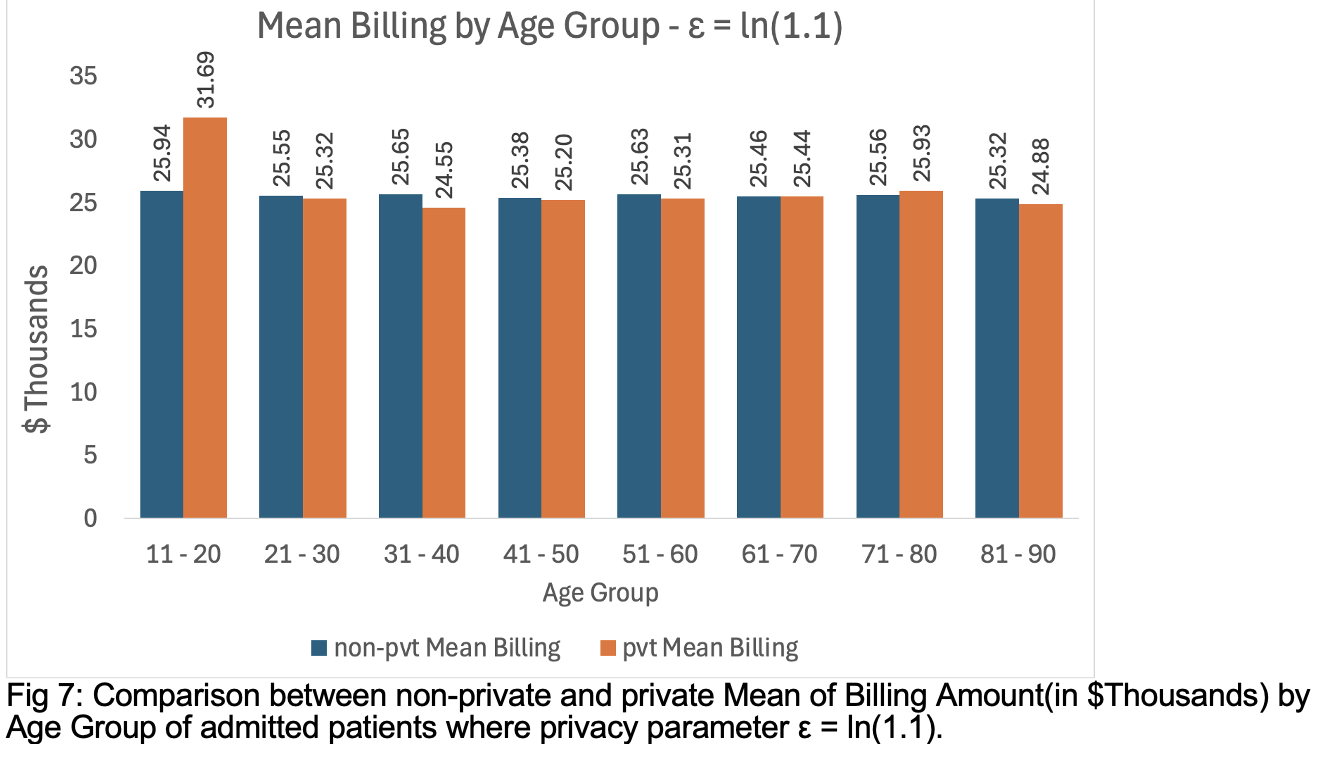 Mean Billing by Age Group - ε = ln(1.1)
35
30
25
20
15
10
5
0
$ Thousands
25.94
31.69
25.55
25.32
25.65
24.55
25.38
25.20
25.63
25.31
25.46
25.44
25.56
25.93
25.32
24.88
11 - 20
21 - 30
31 - 40
41 - 50
51 - 60
61 - 70
71 - 80
81 - 90
Age Group
non-pvt Mean Billing
pvt Mean Billing
Fig 7: Comparison between non-private and private Mean of Billing Amount(in $Thousands) by
Age Group of admitted patients where privacy parameter ε = ln(1.1).